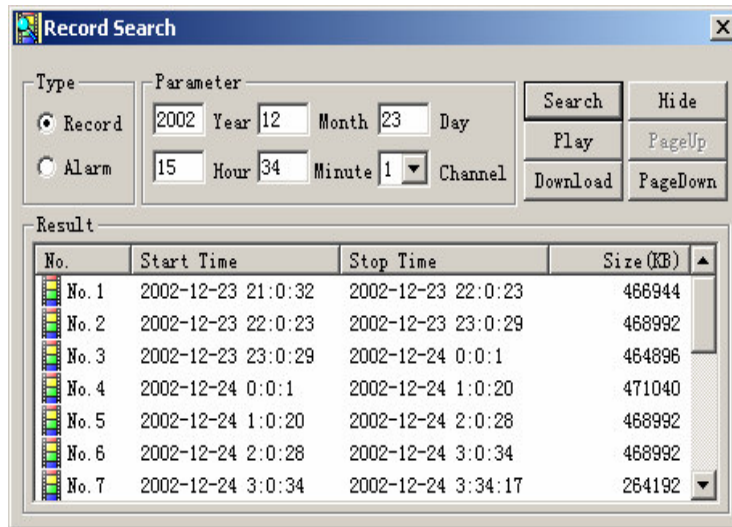 Record Search
Type
Record
Alarm
Parameter
2002 Year 12 Month 23 Day
15 Hour 34 Minute 1 Channel
Search Hide
Play PageUp
Download PageDown
Result
No. Start Time Stop Time Size(KB)
No.1 2002-12-23 21:0:32 2002-12-23 22:0:23 466944
No.2 2002-12-23 22:0:23 2002-12-23 23:0:29 468992
No.3 2002-12-23 23:0:29 2002-12-24 0:0:1 464896
No.4 2002-12-24 0:0:1 2002-12-24 1:0:20 471040
No.5 2002-12-24 1:0:20 2002-12-24 2:0:28 468992
No.6 2002-12-24 2:0:28 2002-12-24 3:0:34 468992
No.7 2002-12-24 3:0:34 2002-12-24 3:34:17 264192